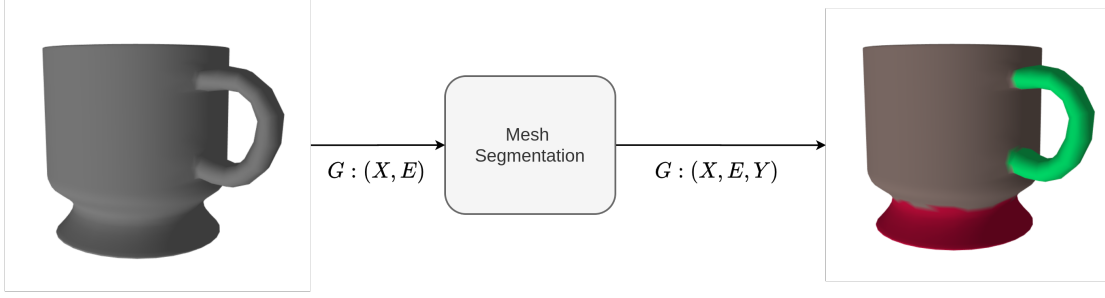 Mesh
Segmentation
G : (X, E)
G : (X, E, Y)